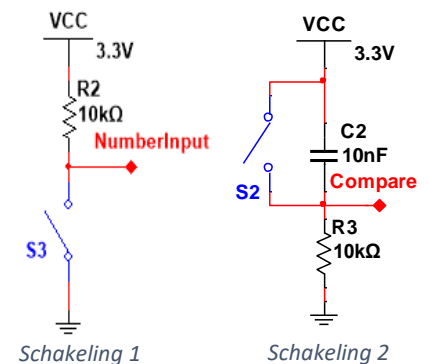 VCC
3.3V
R2
10kΩ
NumberInput
S3
Schakeling 1
VCC
3.3V
C2
10nF
S2
Compare
R3
10kΩ
Schakeling 2